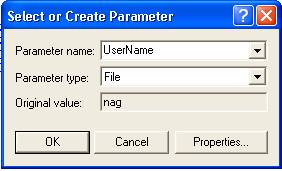 Select or Create Parameter
Parameter name: UserName
Parameter type: File
Original value: nag
OK Cancel Properties...